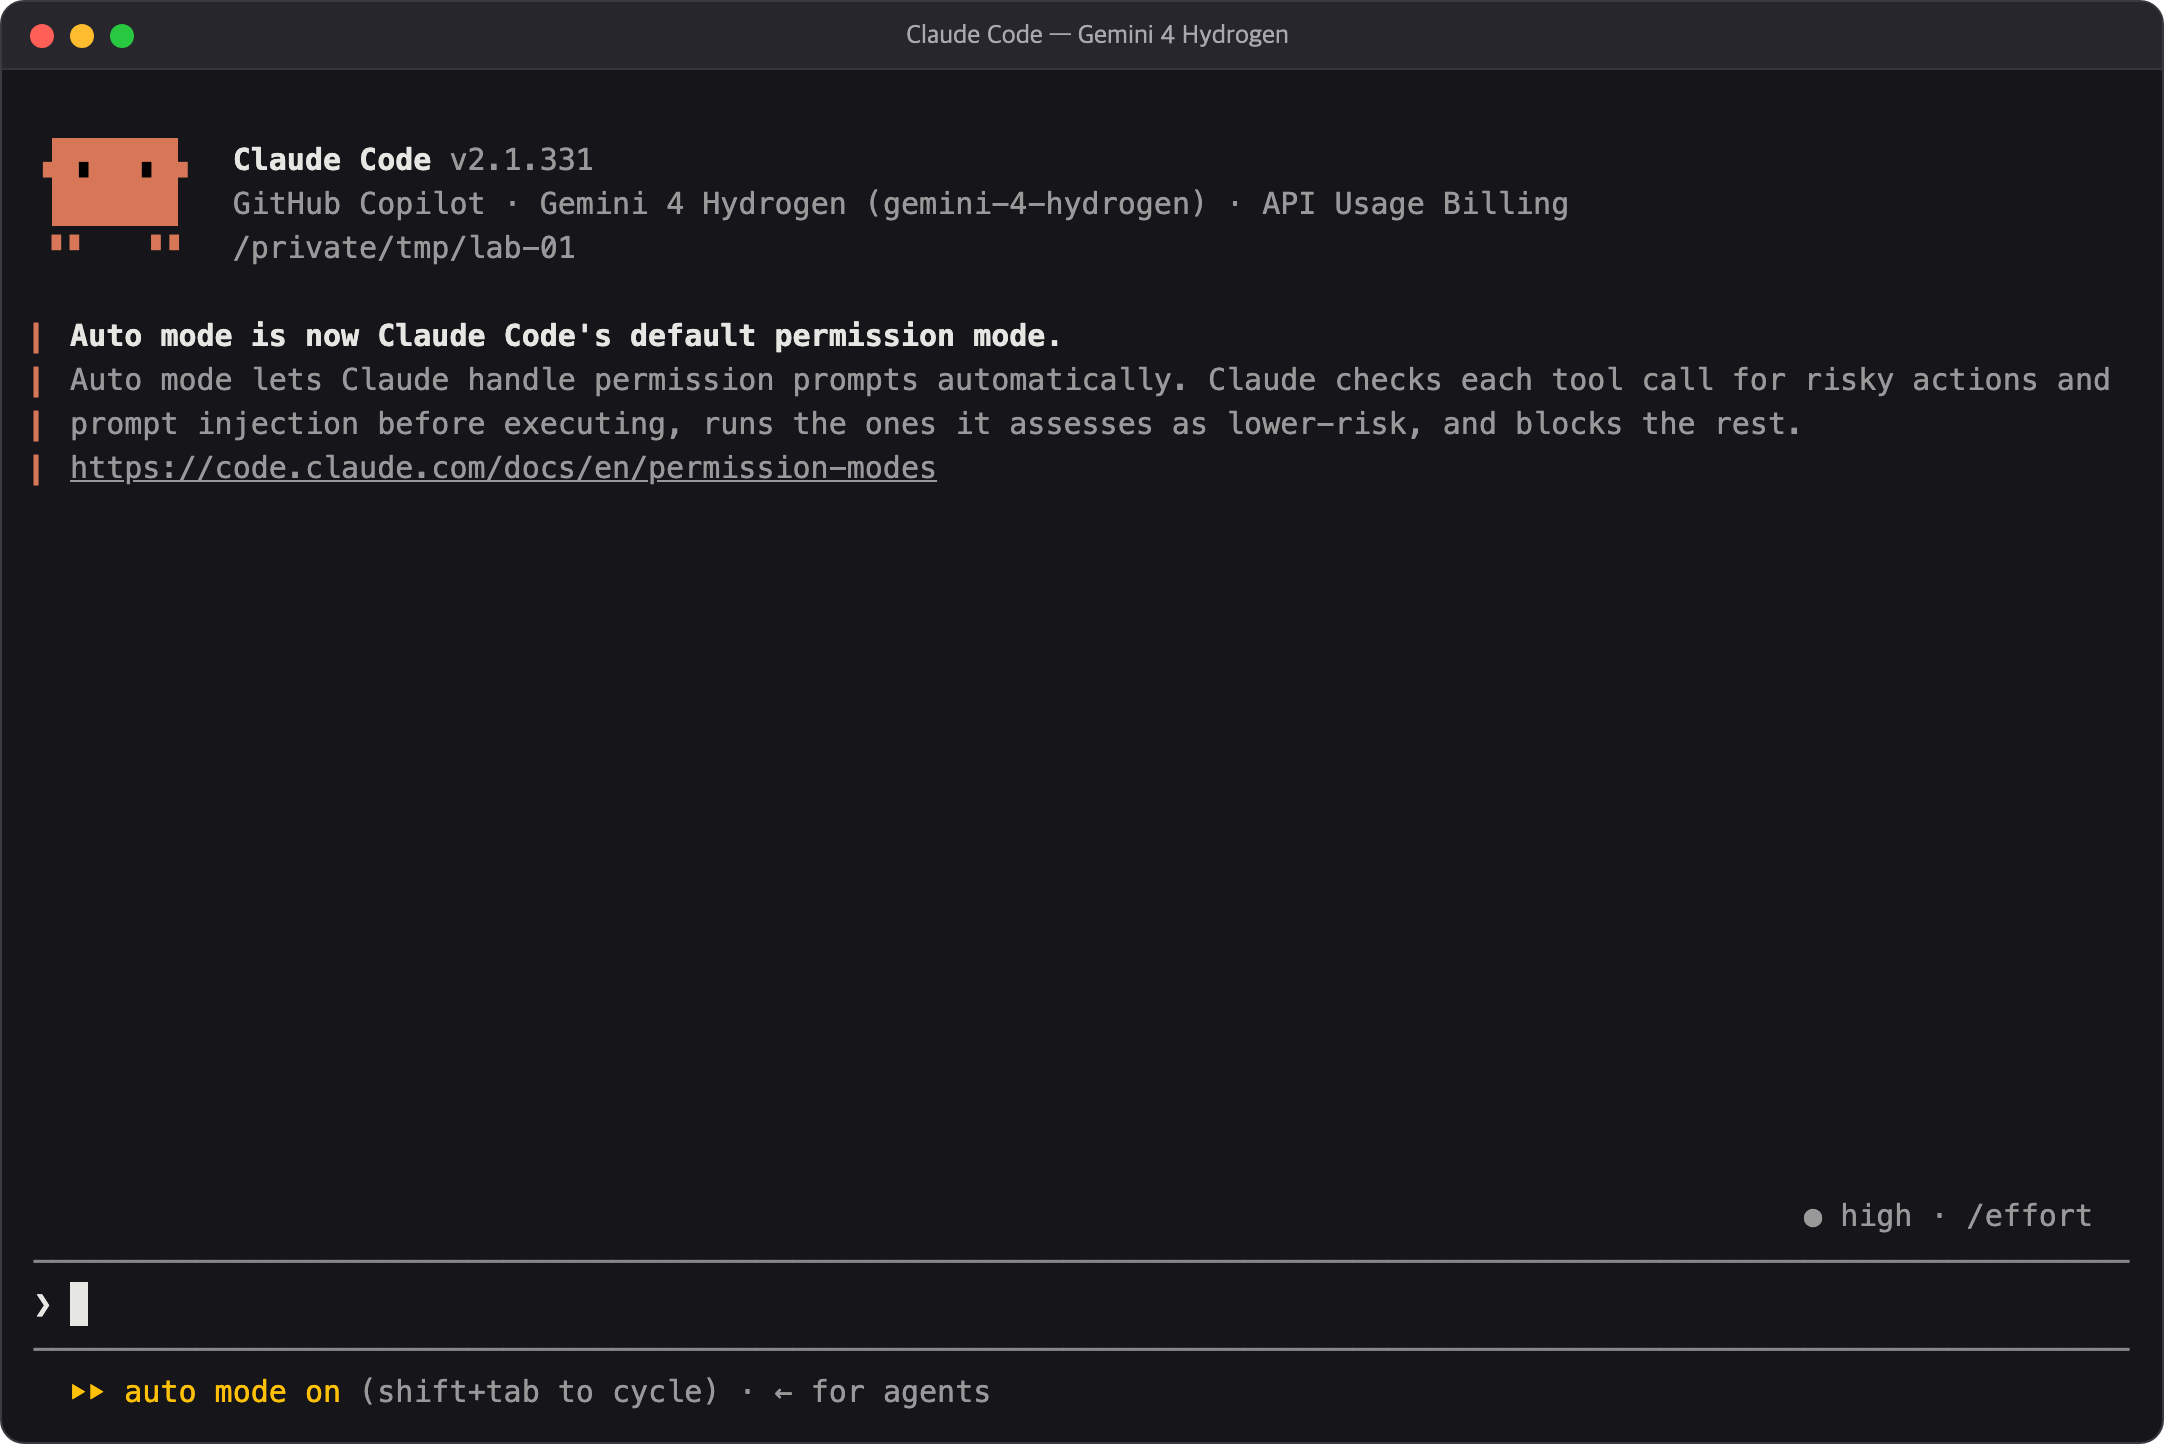 Claude Code — Gemini 4 Hydrogen
Claude Code v2.1.331
GitHub Copilot · Gemini 4 Hydrogen (gemini-4-hydrogen) · API Usage Billing
/private/tmp/lab-01
Auto mode is now Claude Code's default permission mode.
Auto mode lets Claude handle permission prompts automatically. Claude checks each tool call for risky actions and
prompt injection before executing, runs the ones it assesses as lower-risk, and blocks the rest.
https://code.claude.com/docs/en/permission-modes
● high · /effort
❯
⏵⏵ auto mode on (shift+tab to cycle) · ← for agents